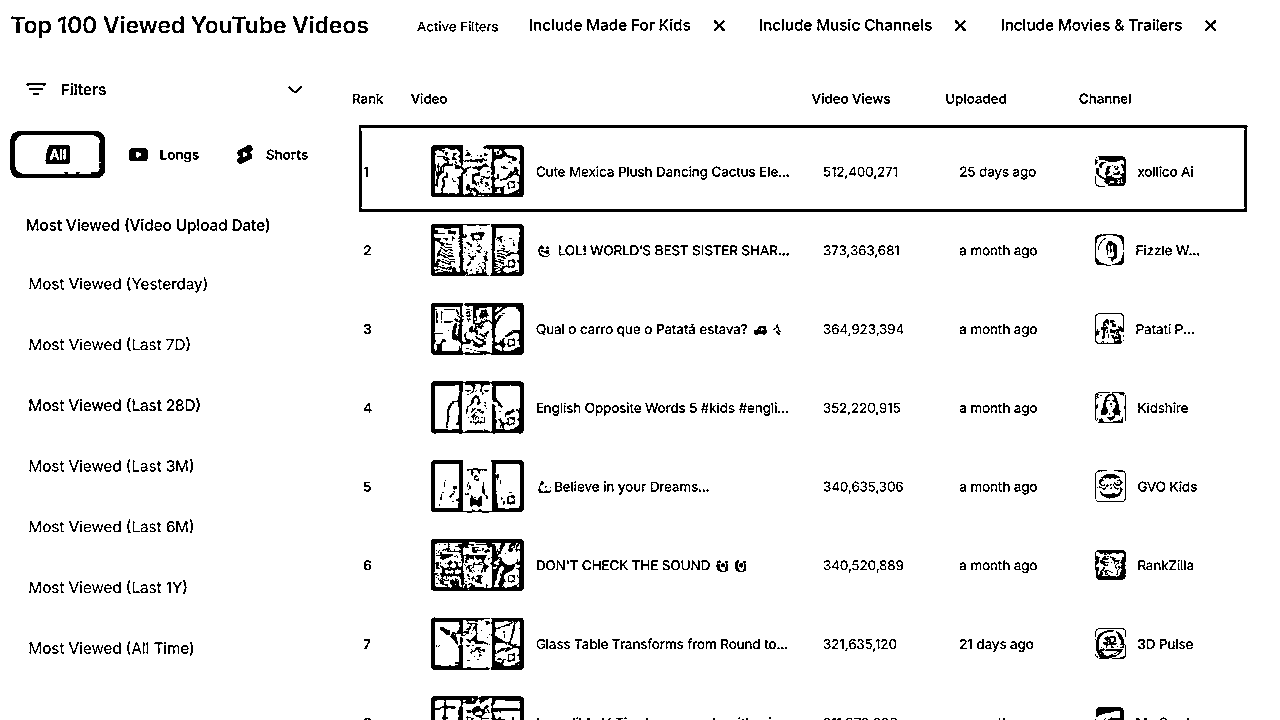 Top 100 Viewed YouTube Videos Active Filters Include Made For Kids ✕ Include Music Channels ✕ Include Movies & Trailers ✕
Filters
Rank Video Video Views Uploaded Channel
All Longs Shorts
1 Cute Mexica Plush Dancing Cactus Ele... 512,400,271 25 days ago xollico Ai
Most Viewed (Video Upload Date)
2 LOL! WORLD'S BEST SISTER SHAR... 373,363,681 a month ago Fizzle W...
Most Viewed (Yesterday)
3 Qual o carro que o Patatá estava? 364,923,394 a month ago Patati P...
Most Viewed (Last 7D)
4 English Opposite Words 5 #kids #engli... 352,220,915 a month ago Kidshire
Most Viewed (Last 28D)
Most Viewed (Last 3M)
5 Believe in your Dreams... 340,635,306 a month ago GVO Kids
Most Viewed (Last 6M)
6 DON'T CHECK THE SOUND 340,520,889 a month ago RankZilla
Most Viewed (Last 1Y)
7 Glass Table Transforms from Round to... 321,635,120 21 days ago 3D Pulse
Most Viewed (All Time)